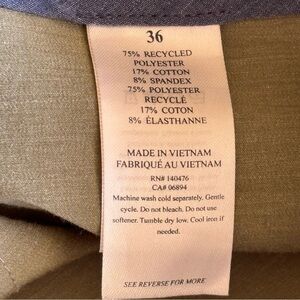 36
75% RECYCLED
POLYESTER
17% COTTON
8% SPANDEX
75% POLYESTER
RECYCLÉ
17% COTON
8% ÉLASTHANNE
MADE IN VIETNAM
FABRIQUÉ AU VIETNAM
RN# 140476
CA# 06894
Machine wash cold separately. Gentle
cycle. Do not bleach. Do not use
softener. Tumble dry low. Cool iron if
needed.
SEE REVERSE FOR MORE